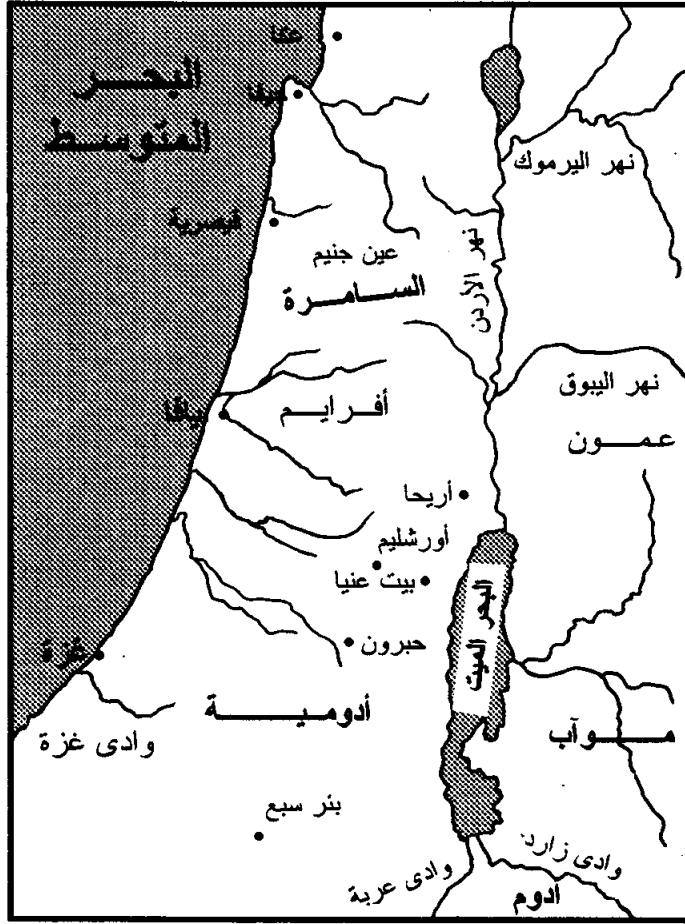 عكا
البحر
المتوسط
حيفا
نهر اليرموك
قيصرية
عين جنيم
السامرة
نهر الأردن
نهر اليبوق
يافا
أفرايم
عمون
أريحا
أورشليم
بيت عنيا
البحر الميت
حبرون
غزة
أدومية
موآب
وادى غزة
بئر سبع
وادى زارد
وادى عربة
أدوم